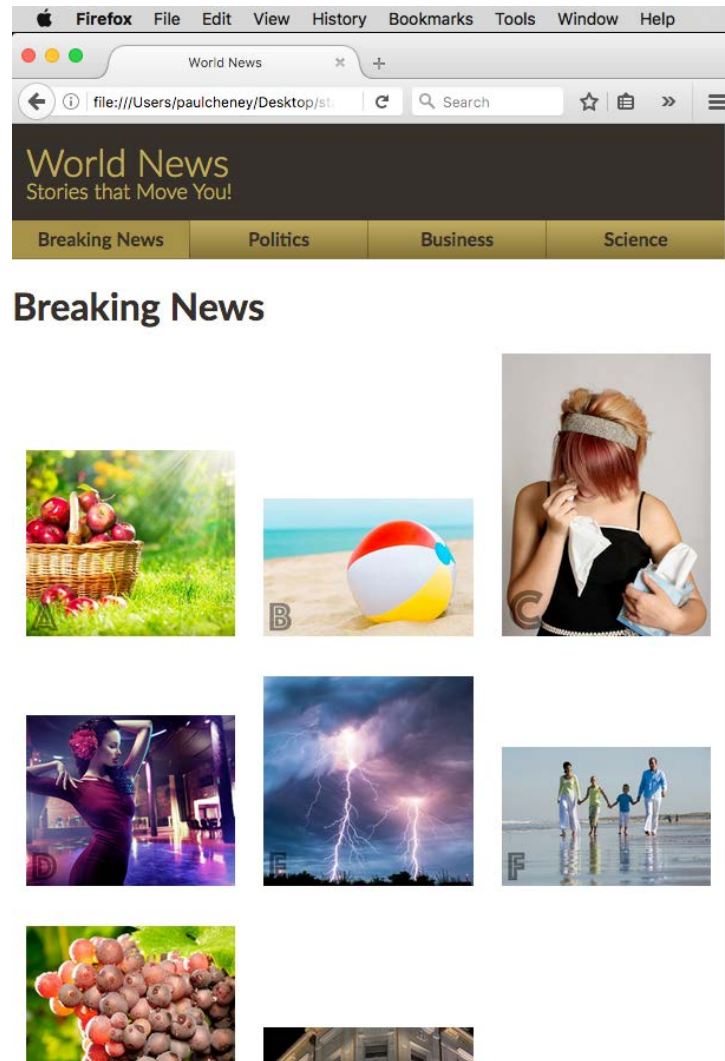 Firefox File Edit View History Bookmarks Tools Window Help
World News × +
file:///Users/paulcheney/Desktop/st Search
World News
Stories that Move You!
Breaking News Politics Business Science
Breaking News
A B C
D E F